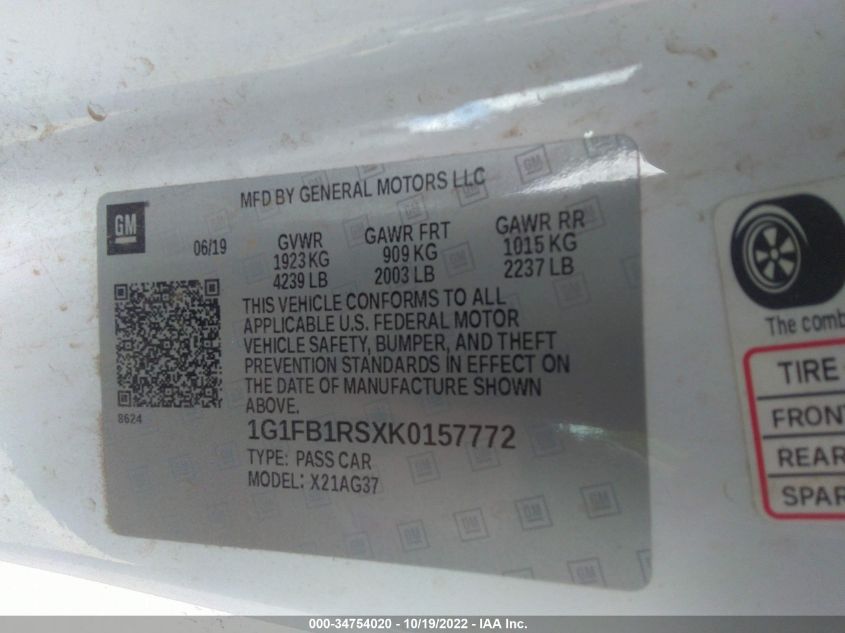 MFD BY GENERAL MOTORS LLC
GM
06/19 GVWR GAWR FRT GAWR RR
1923 KG 909 KG 1015 KG
4239 LB 2003 LB 2237 LB
THIS VEHICLE CONFORMS TO ALL
APPLICABLE U.S. FEDERAL MOTOR
VEHICLE SAFETY, BUMPER, AND THEFT
PREVENTION STANDARDS IN EFFECT ON
THE DATE OF MANUFACTURE SHOWN
ABOVE.
8624
1G1FB1RSXK0157772
TYPE: PASS CAR
MODEL: X21AG37
The comb
TIRE
FRONT
REAR
SPAR
000-34754020 - 10/19/2022 - IAA Inc.